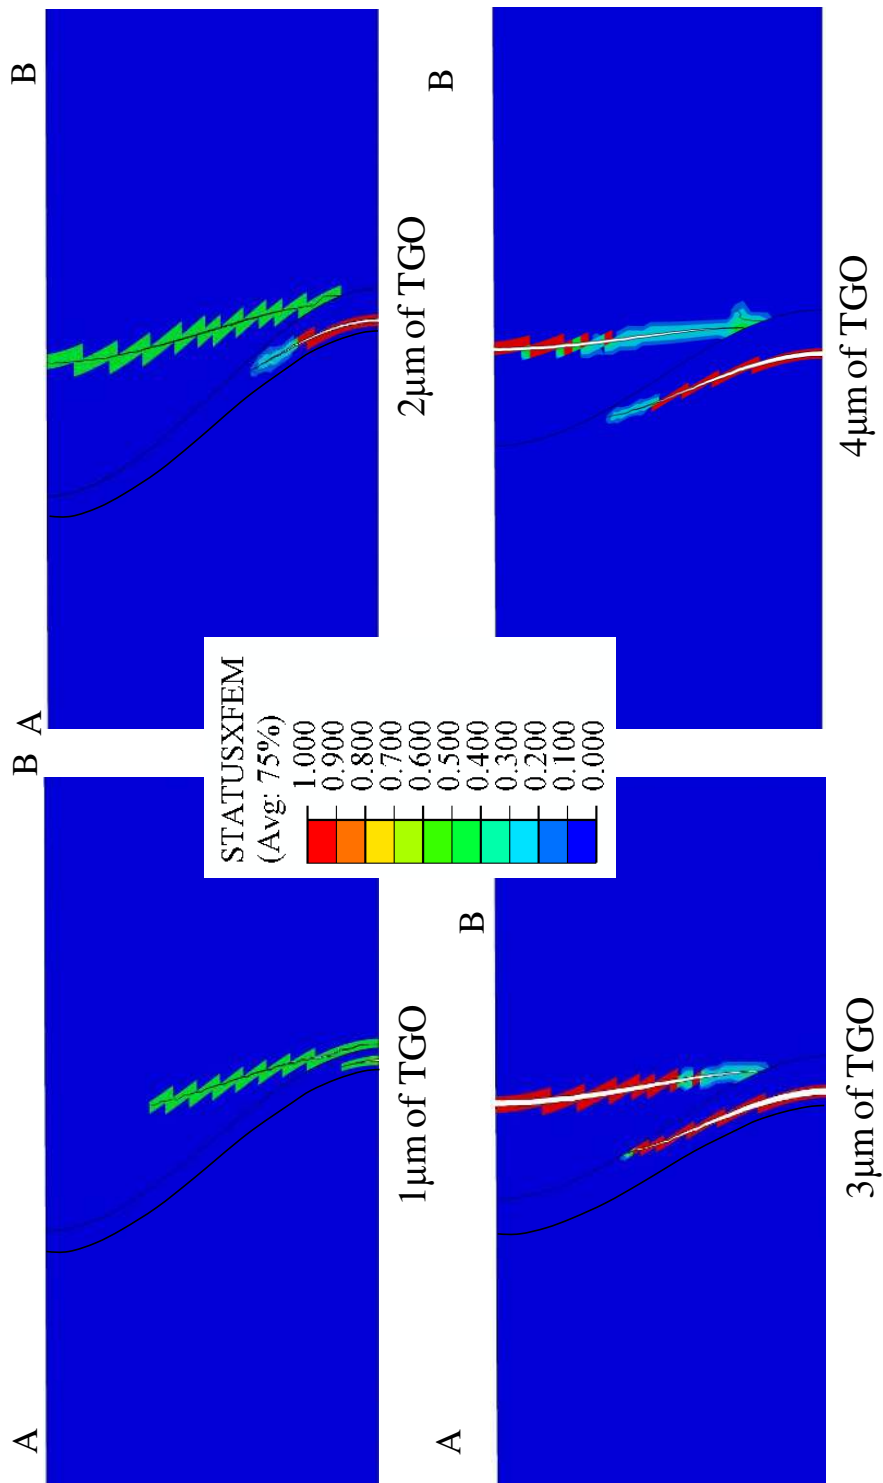 A
B
1μm of TGO
A
B
2μm of TGO
STATUSXFEM
(Avg: 75%)
1.000
0.900
0.800
0.700
0.600
0.500
0.400
0.300
0.200
0.100
0.000
A
B
3μm of TGO
B
4μm of TGO